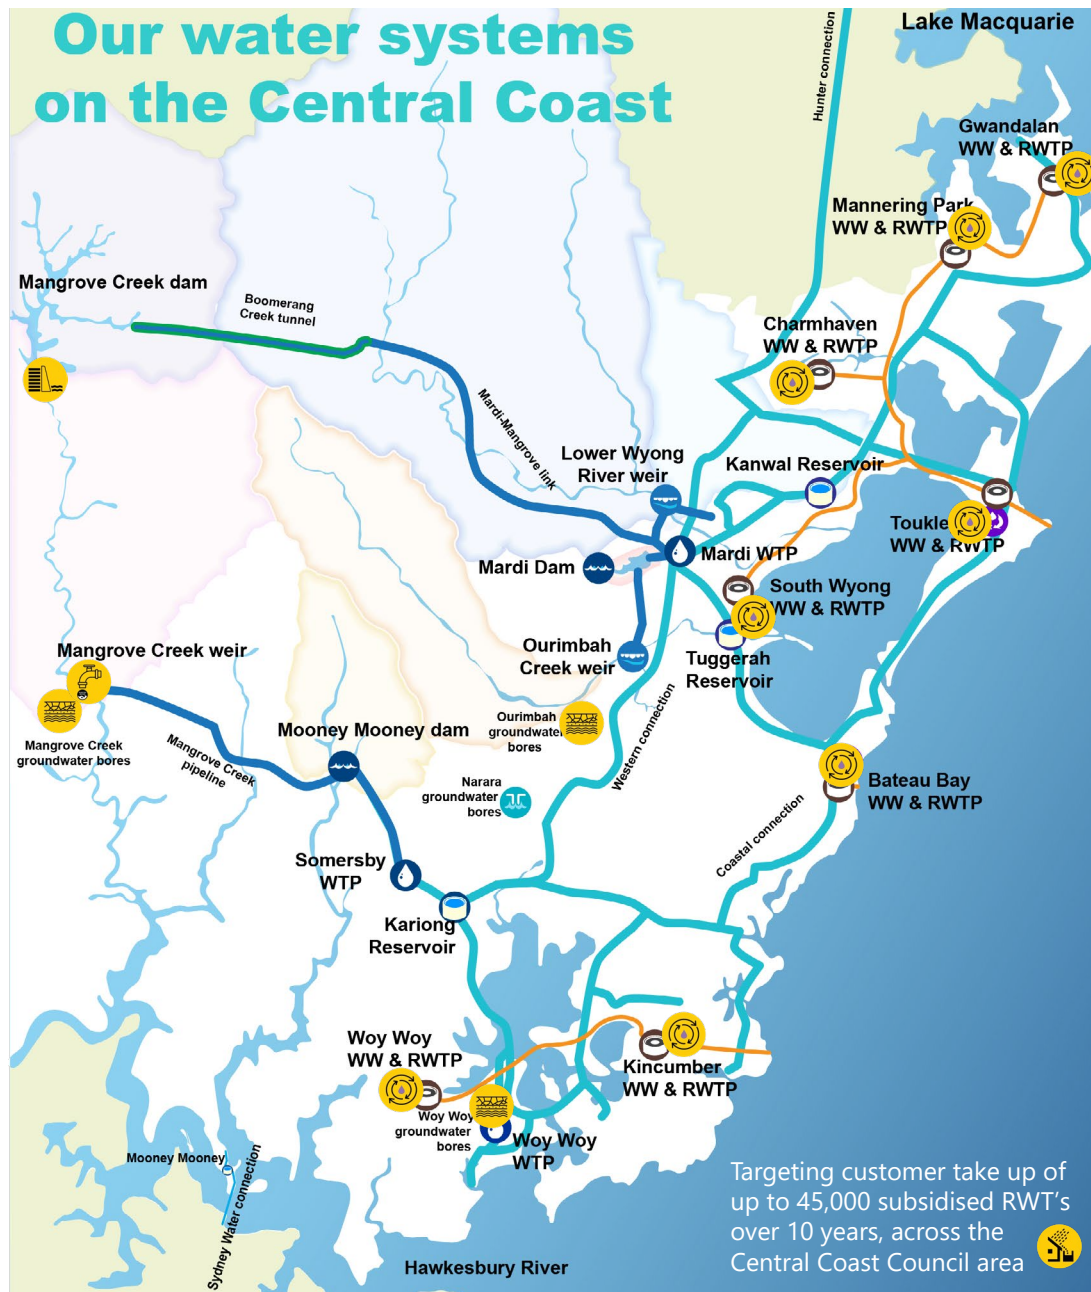 Our water systems
on the Central Coast
Lake Macquarie
Hunter connection
Gwandalan
WW & RWTP
Mannering Park
WW & RWTP
Mangrove Creek dam
Boomerang
Creek tunnel
Charmhaven
WW & RWTP
Mardi-Mangrove link
Lower Wyong
River weir
Kanwal Reservoir
WW & RWTP
Mardi WTP
Mardi Dam
South Wyong
WW & RWTP
Ourimbah
Creek weir
Tuggerah
Reservoir
Mangrove Creek weir
Mangrove Creek
groundwater bores
Mangrove Creek
pipeline
Mooney Mooney dam
Ourimbah
groundwater
bores
Western connection
Narara
groundwater
bores
Bateau Bay
WW & RWTP
Coastal connection
Somersby
WTP
Kariong
Reservoir
Woy Woy
WW & RWTP
Kincumber
WW & RWTP
Woy Woy
groundwater
bores
Woy Woy
WTP
Mooney Mooney
Sydney Water connection
Hawkesbury River
Targeting customer take up of
up to 45,000 subsidised RWT's
over 10 years, across the
Central Coast Council area